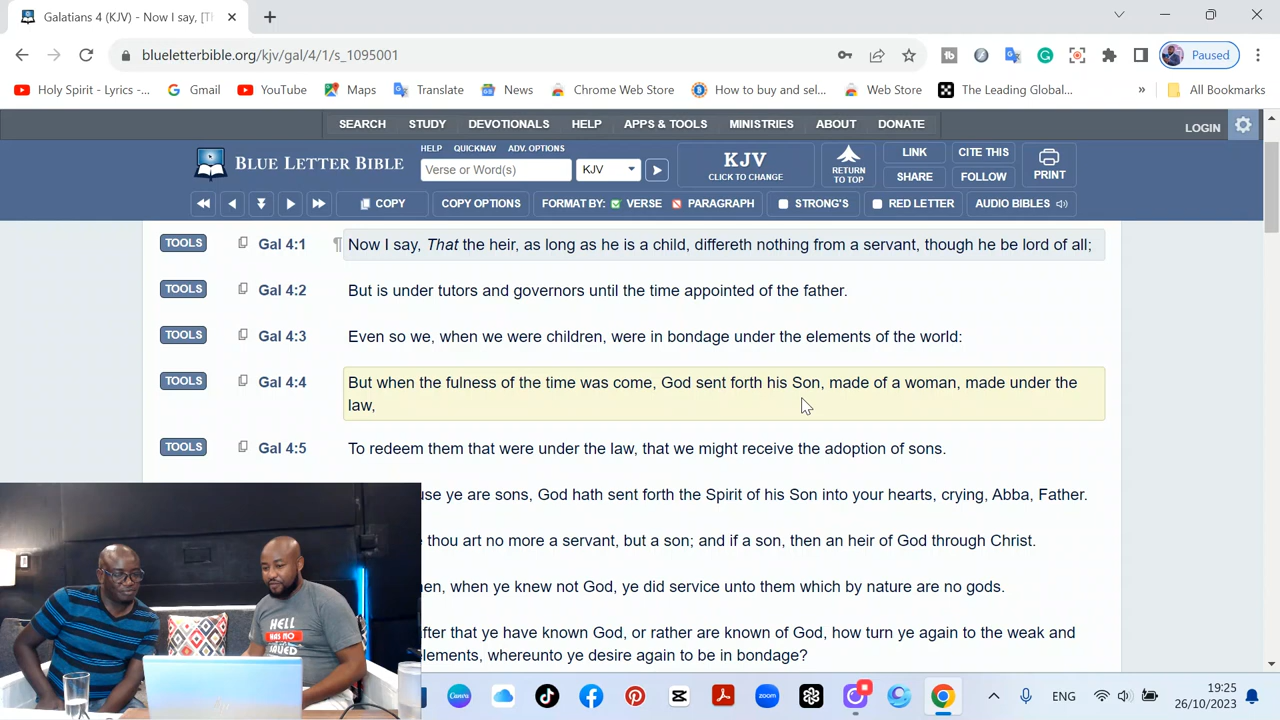 Galatians 4 (KJV) - Now I say, [T
blueletterbible.org/kjv/gal/4/1/s_1095001
Paused
Holy Spirit - Lyrics -...
Gmail
YouTube
Maps
Translate
News
Chrome Web Store
How to buy and sel...
Web Store
The Leading Global...
»
All Bookmarks
SEARCH STUDY DEVOTIONALS HELP APPS & TOOLS MINISTRIES ABOUT DONATE
LOGIN
BLUE LETTER BIBLE
HELP QUICKNAV ADV. OPTIONS
Verse or Word(s)
KJV
KJV
CLICK TO CHANGE
RETURN
TO TOP
LINK
CITE THIS
SHARE
FOLLOW
PRINT
COPY
COPY OPTIONS
FORMAT BY: VERSE PARAGRAPH
STRONG'S
RED LETTER
AUDIO BIBLES
TOOLS Gal 4:1 ¶ Now I say, That the heir, as long as he is a child, differeth nothing from a servant, though he be lord of all;
TOOLS Gal 4:2 But is under tutors and governors until the time appointed of the father.
TOOLS Gal 4:3 Even so we, when we were children, were in bondage under the elements of the world:
TOOLS Gal 4:4 But when the fulness of the time was come, God sent forth his Son, made of a woman, made under the
law,
TOOLS Gal 4:5 To redeem them that were under the law, that we might receive the adoption of sons.
use ye are sons, God hath sent forth the Spirit of his Son into your hearts, crying, Abba, Father.
thou art no more a servant, but a son; and if a son, then an heir of God through Christ.
en, when ye knew not God, ye did service unto them which by nature are no gods.
fter that ye have known God, or rather are known of God, how turn ye again to the weak and
lements, whereunto ye desire again to be in bondage?
HELL
HAS NO
Canva
zoom
ENG
19:25
26/10/2023